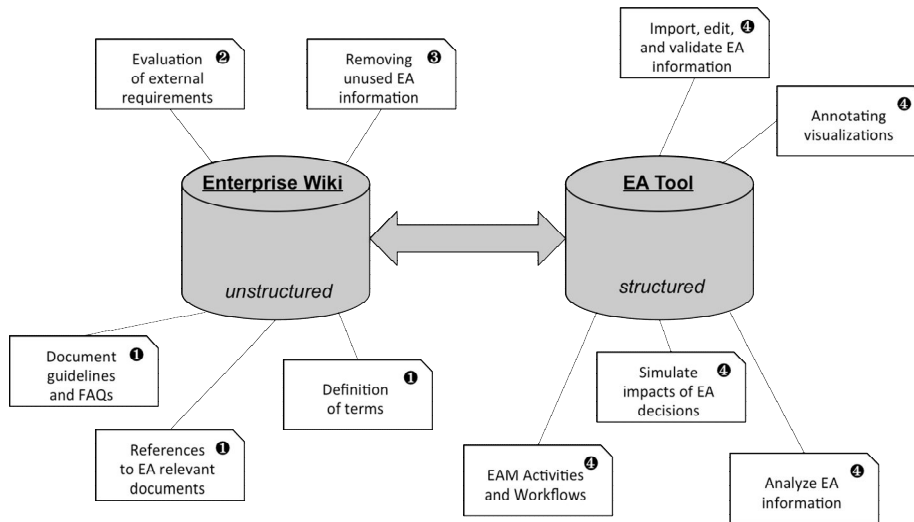 Evaluation ❷
of external
requirements
Removing ❸
unused EA
information
Import, edit, ❹
and validate EA
information
Annotating ❹
visualizations
Enterprise Wiki
unstructured
EA Tool
structured
Document ❶
guidelines
and FAQs
Definition ❶
of terms
References ❶
to EA relevant
documents
Simulate ❹
impacts of EA
decisions
EAM Activities ❹
and Workflows
Analyze EA ❹
information